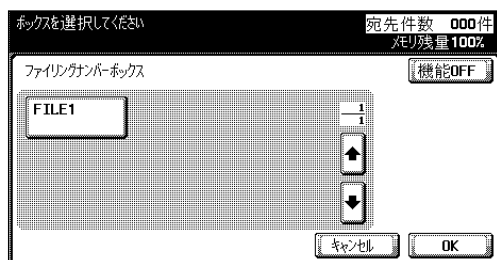 ボックスを選択してください
宛先件数 000件
メモリ残量100%
ファイリングナンバーボックス
機能OFF
FILE1
1
1
キャンセル
OK